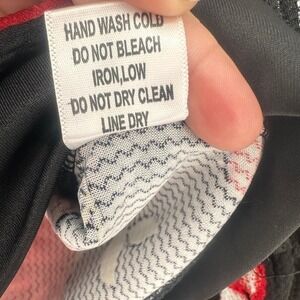 HAND WASH COLD
DO NOT BLEACH
IRON,LOW
DO NOT DRY CLEAN
LINE DRY